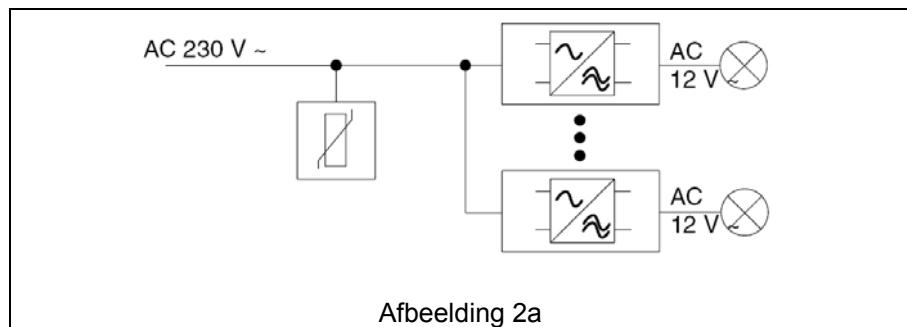 AC 230 V ~
AC
12 V ~
AC
12 V ~
Afbeelding 2a